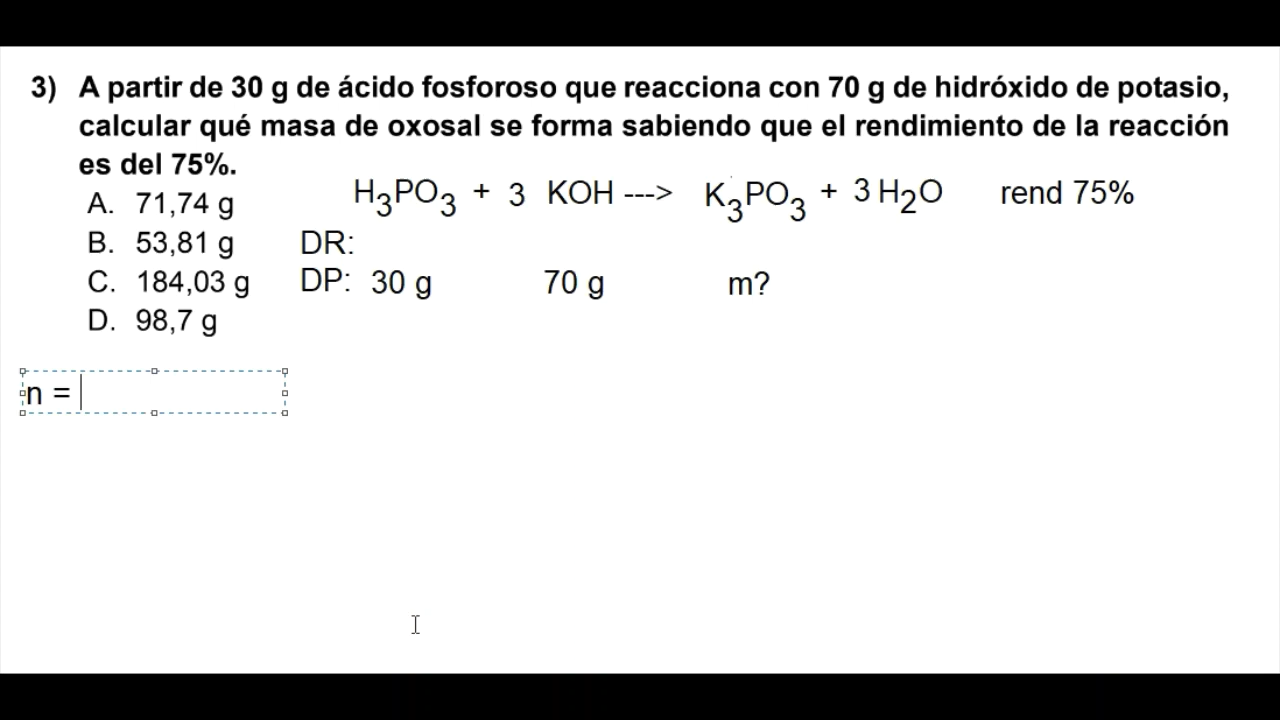 3) A partir de 30 g de ácido fosforoso que reacciona con 70 g de hidróxido de potasio,
calcular qué masa de oxosal se forma sabiendo que el rendimiento de la reacción
es del 75%.
H3PO3 + 3 KOH ---> K3PO3 + 3 H2O rend 75%
A. 71,74 g
B. 53,81 g
DR:
C. 184,03 g
DP: 30 g 70 g m?
D. 98,7 g
n =